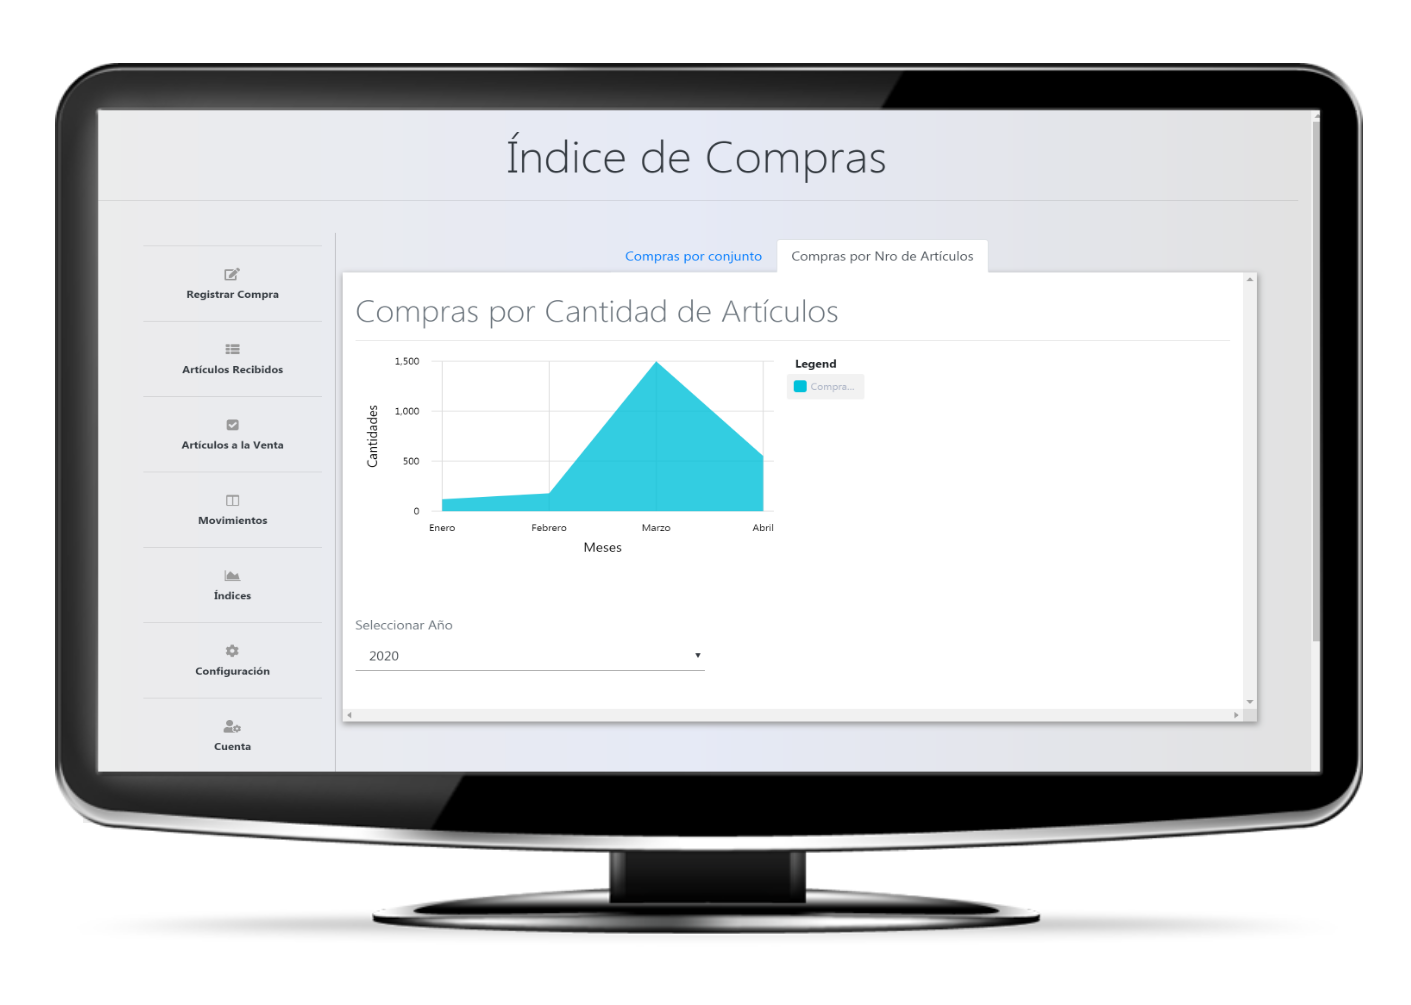 Índice de Compras
Registrar Compra
Artículos Recibidos
Artículos a la Venta
Movimientos
Índices
Configuración
Cuenta
Compras por conjunto
Compras por Nro de Artículos
Compras por Cantidad de Artículos
1,500
1,000
500
0
Cantidades
Enero Febrero Marzo Abril
Meses
Legend
Compra...
Seleccionar Año
2020